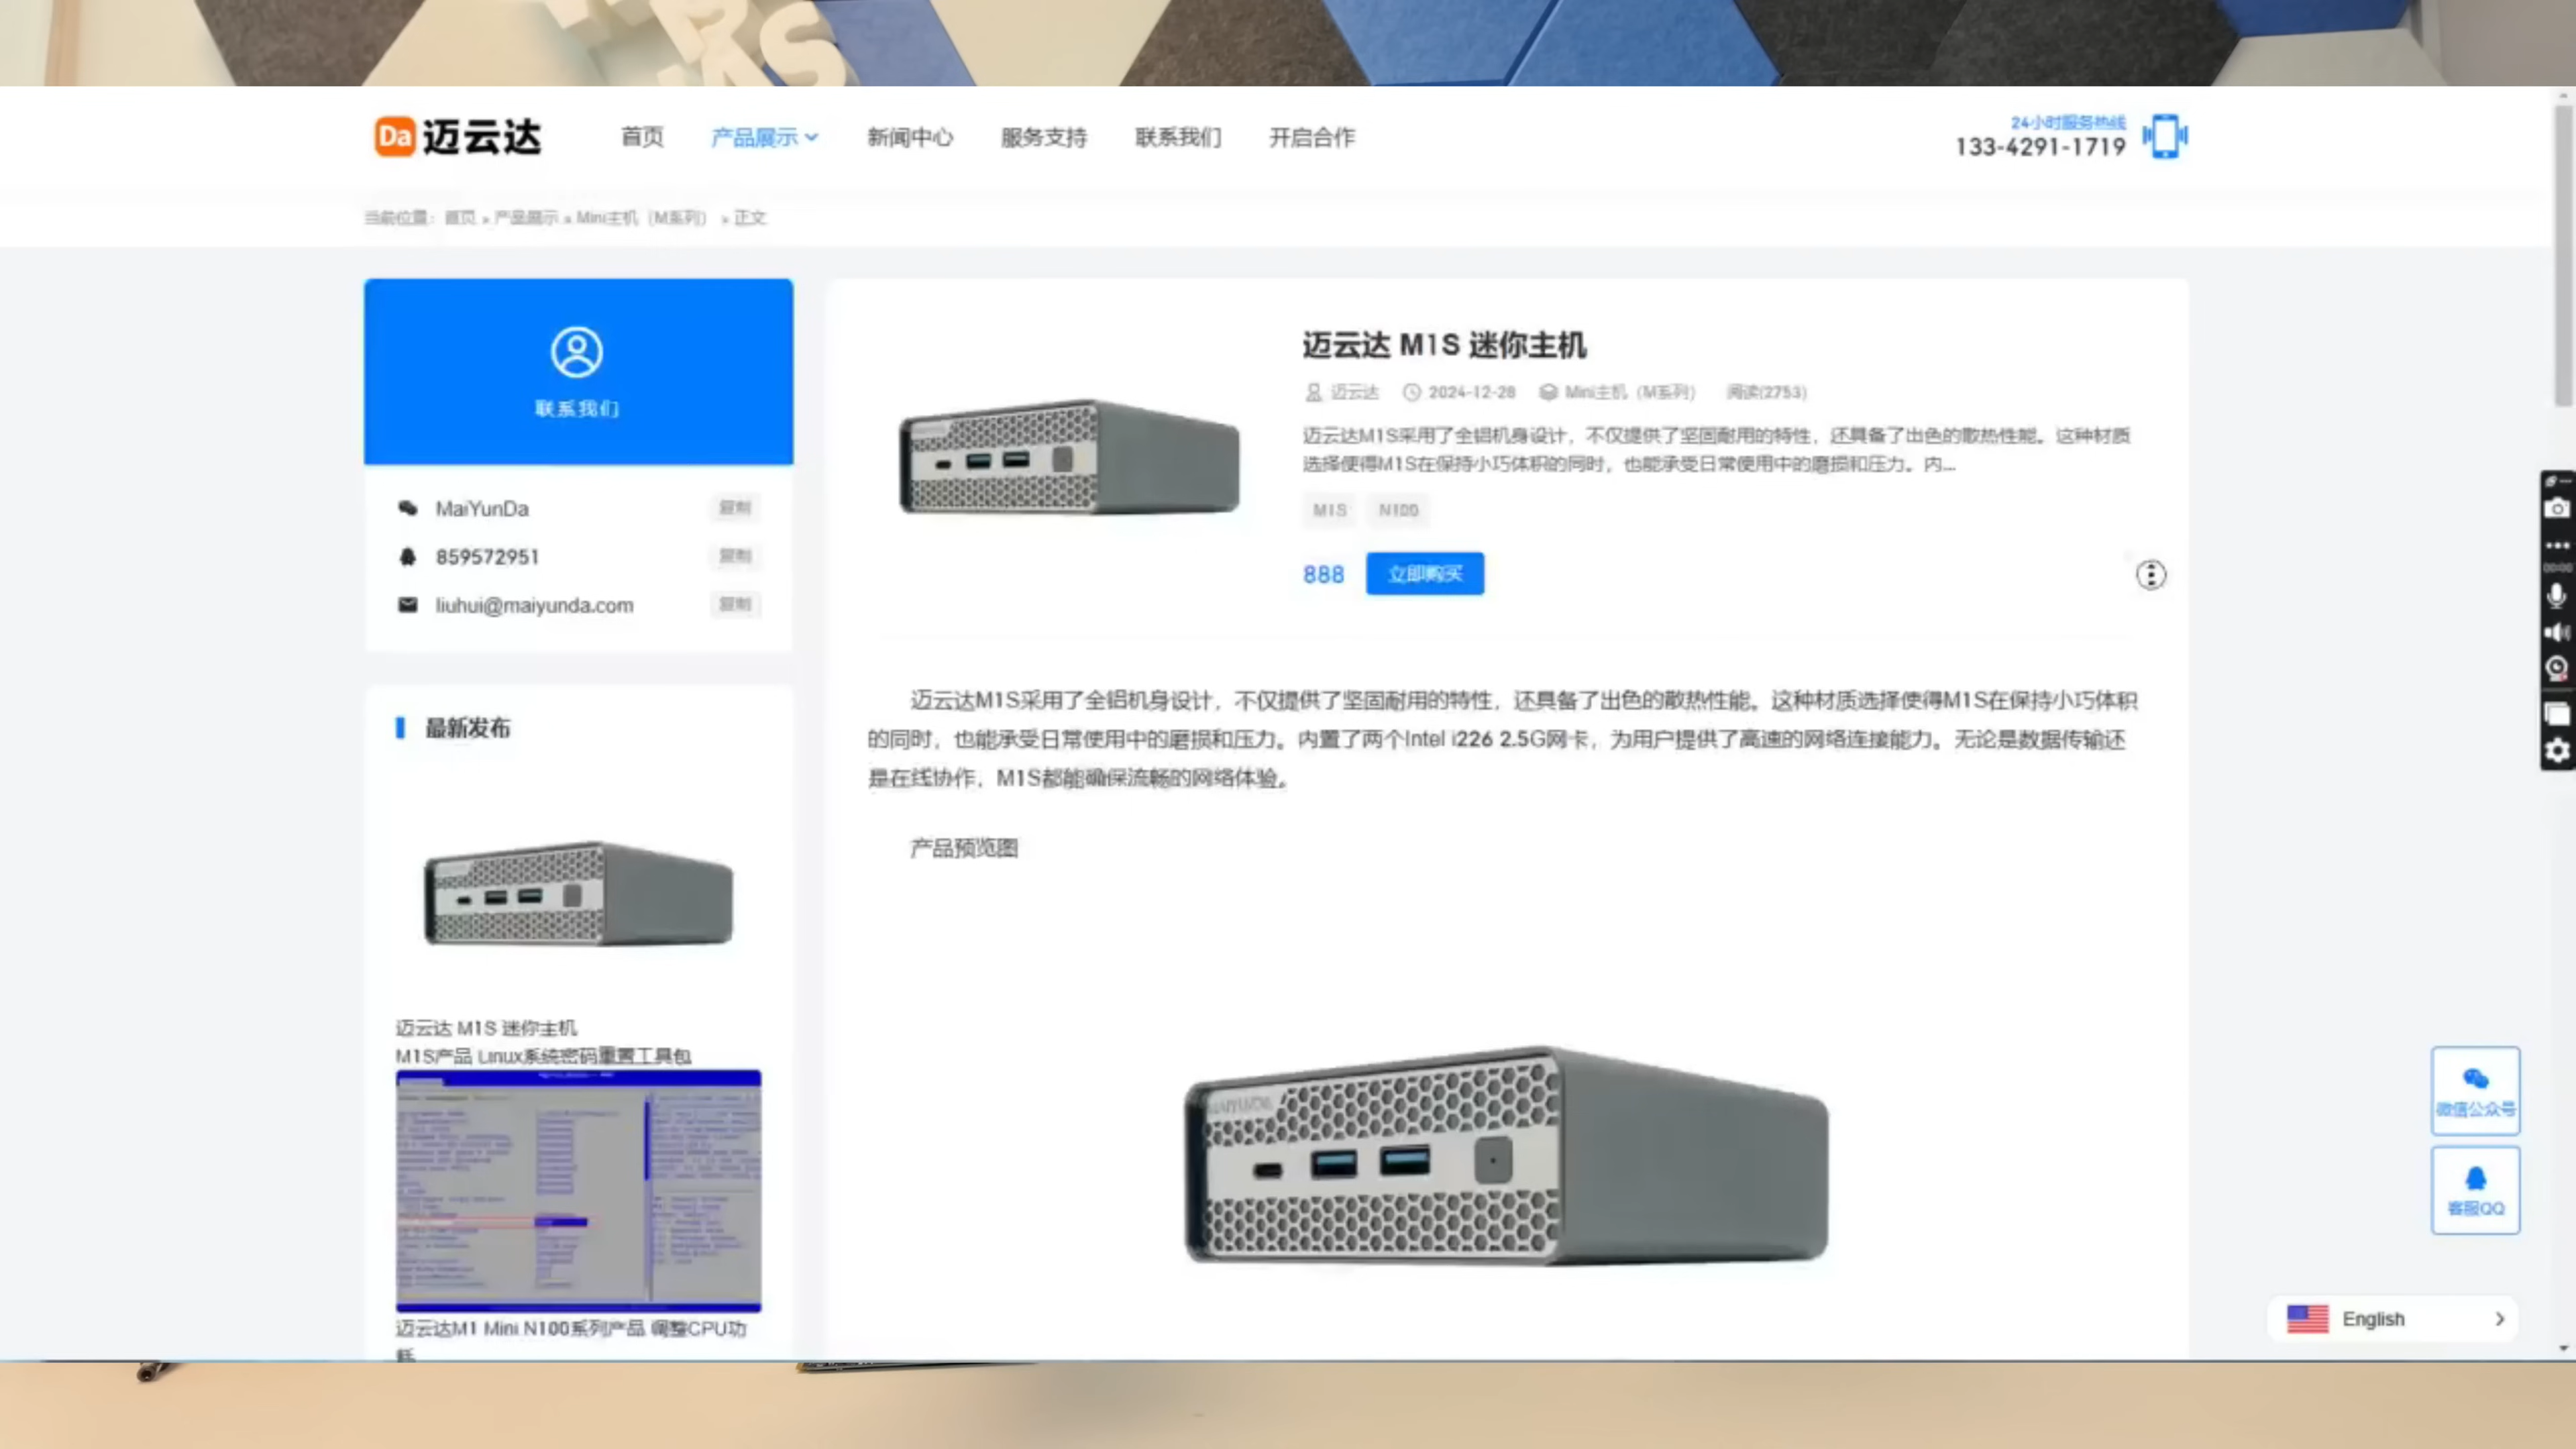 Da 迈云达
首页 产品展示 新闻中心 服务支持 联系我们 开启合作
24小时服务热线
133-4291-1719
当前位置：首页 » 产品展示 » Mini主机（M系列） » 正文
联系我们
MaiYunDa 复制
859572951 复制
liuhui@maiyunda.com 复制
最新发布
迈云达 M1S 迷你主机
M1S产品 Linux系统密码重置工具包
迈云达M1 Mini N100系列产品 调整CPU功
耗
迈云达 M1S 迷你主机
迈云达 2024-12-28 Mini主机（M系列） 阅读(2753)
迈云达M1S采用了全铝机身设计，不仅提供了坚固耐用的特性，还具备了出色的散热性能。这种材质
选择使得M1S在保持小巧体积的同时，也能承受日常使用中的磨损和压力。内...
M1S N100
888 立即购买
迈云达M1S采用了全铝机身设计，不仅提供了坚固耐用的特性，还具备了出色的散热性能。这种材质选择使得M1S在保持小巧体积
的同时，也能承受日常使用中的磨损和压力。内置了两个Intel i226 2.5G网卡，为用户提供了高速的网络连接能力。无论是数据传输还
是在线协作，M1S都能确保流畅的网络体验。
产品预览图
MAIYUNDA
微信公众号
客服QQ
English